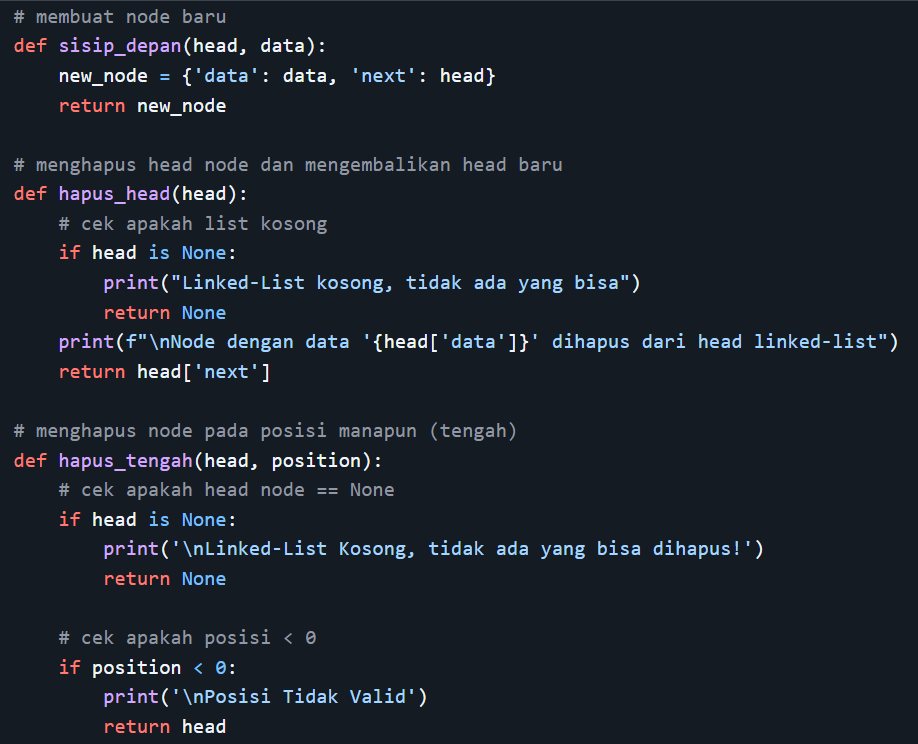 # membuat node baru
def sisip_depan(head, data):
    new_node = {'data': data, 'next': head}
    return new_node

# menghapus head node dan mengembalikan head baru
def hapus_head(head):
    # cek apakah list kosong
    if head is None:
        print("Linked-List kosong, tidak ada yang bisa")
        return None
    print(f"\nNode dengan data '{head['data']}' dihapus dari head linked-list")
    return head['next']

# menghapus node pada posisi manapun (tengah)
def hapus_tengah(head, position):
    # cek apakah head node == None
    if head is None:
        print('\nLinked-List Kosong, tidak ada yang bisa dihapus!')
        return None

    # cek apakah posisi < 0
    if position < 0:
        print('\nPosisi Tidak Valid')
        return head